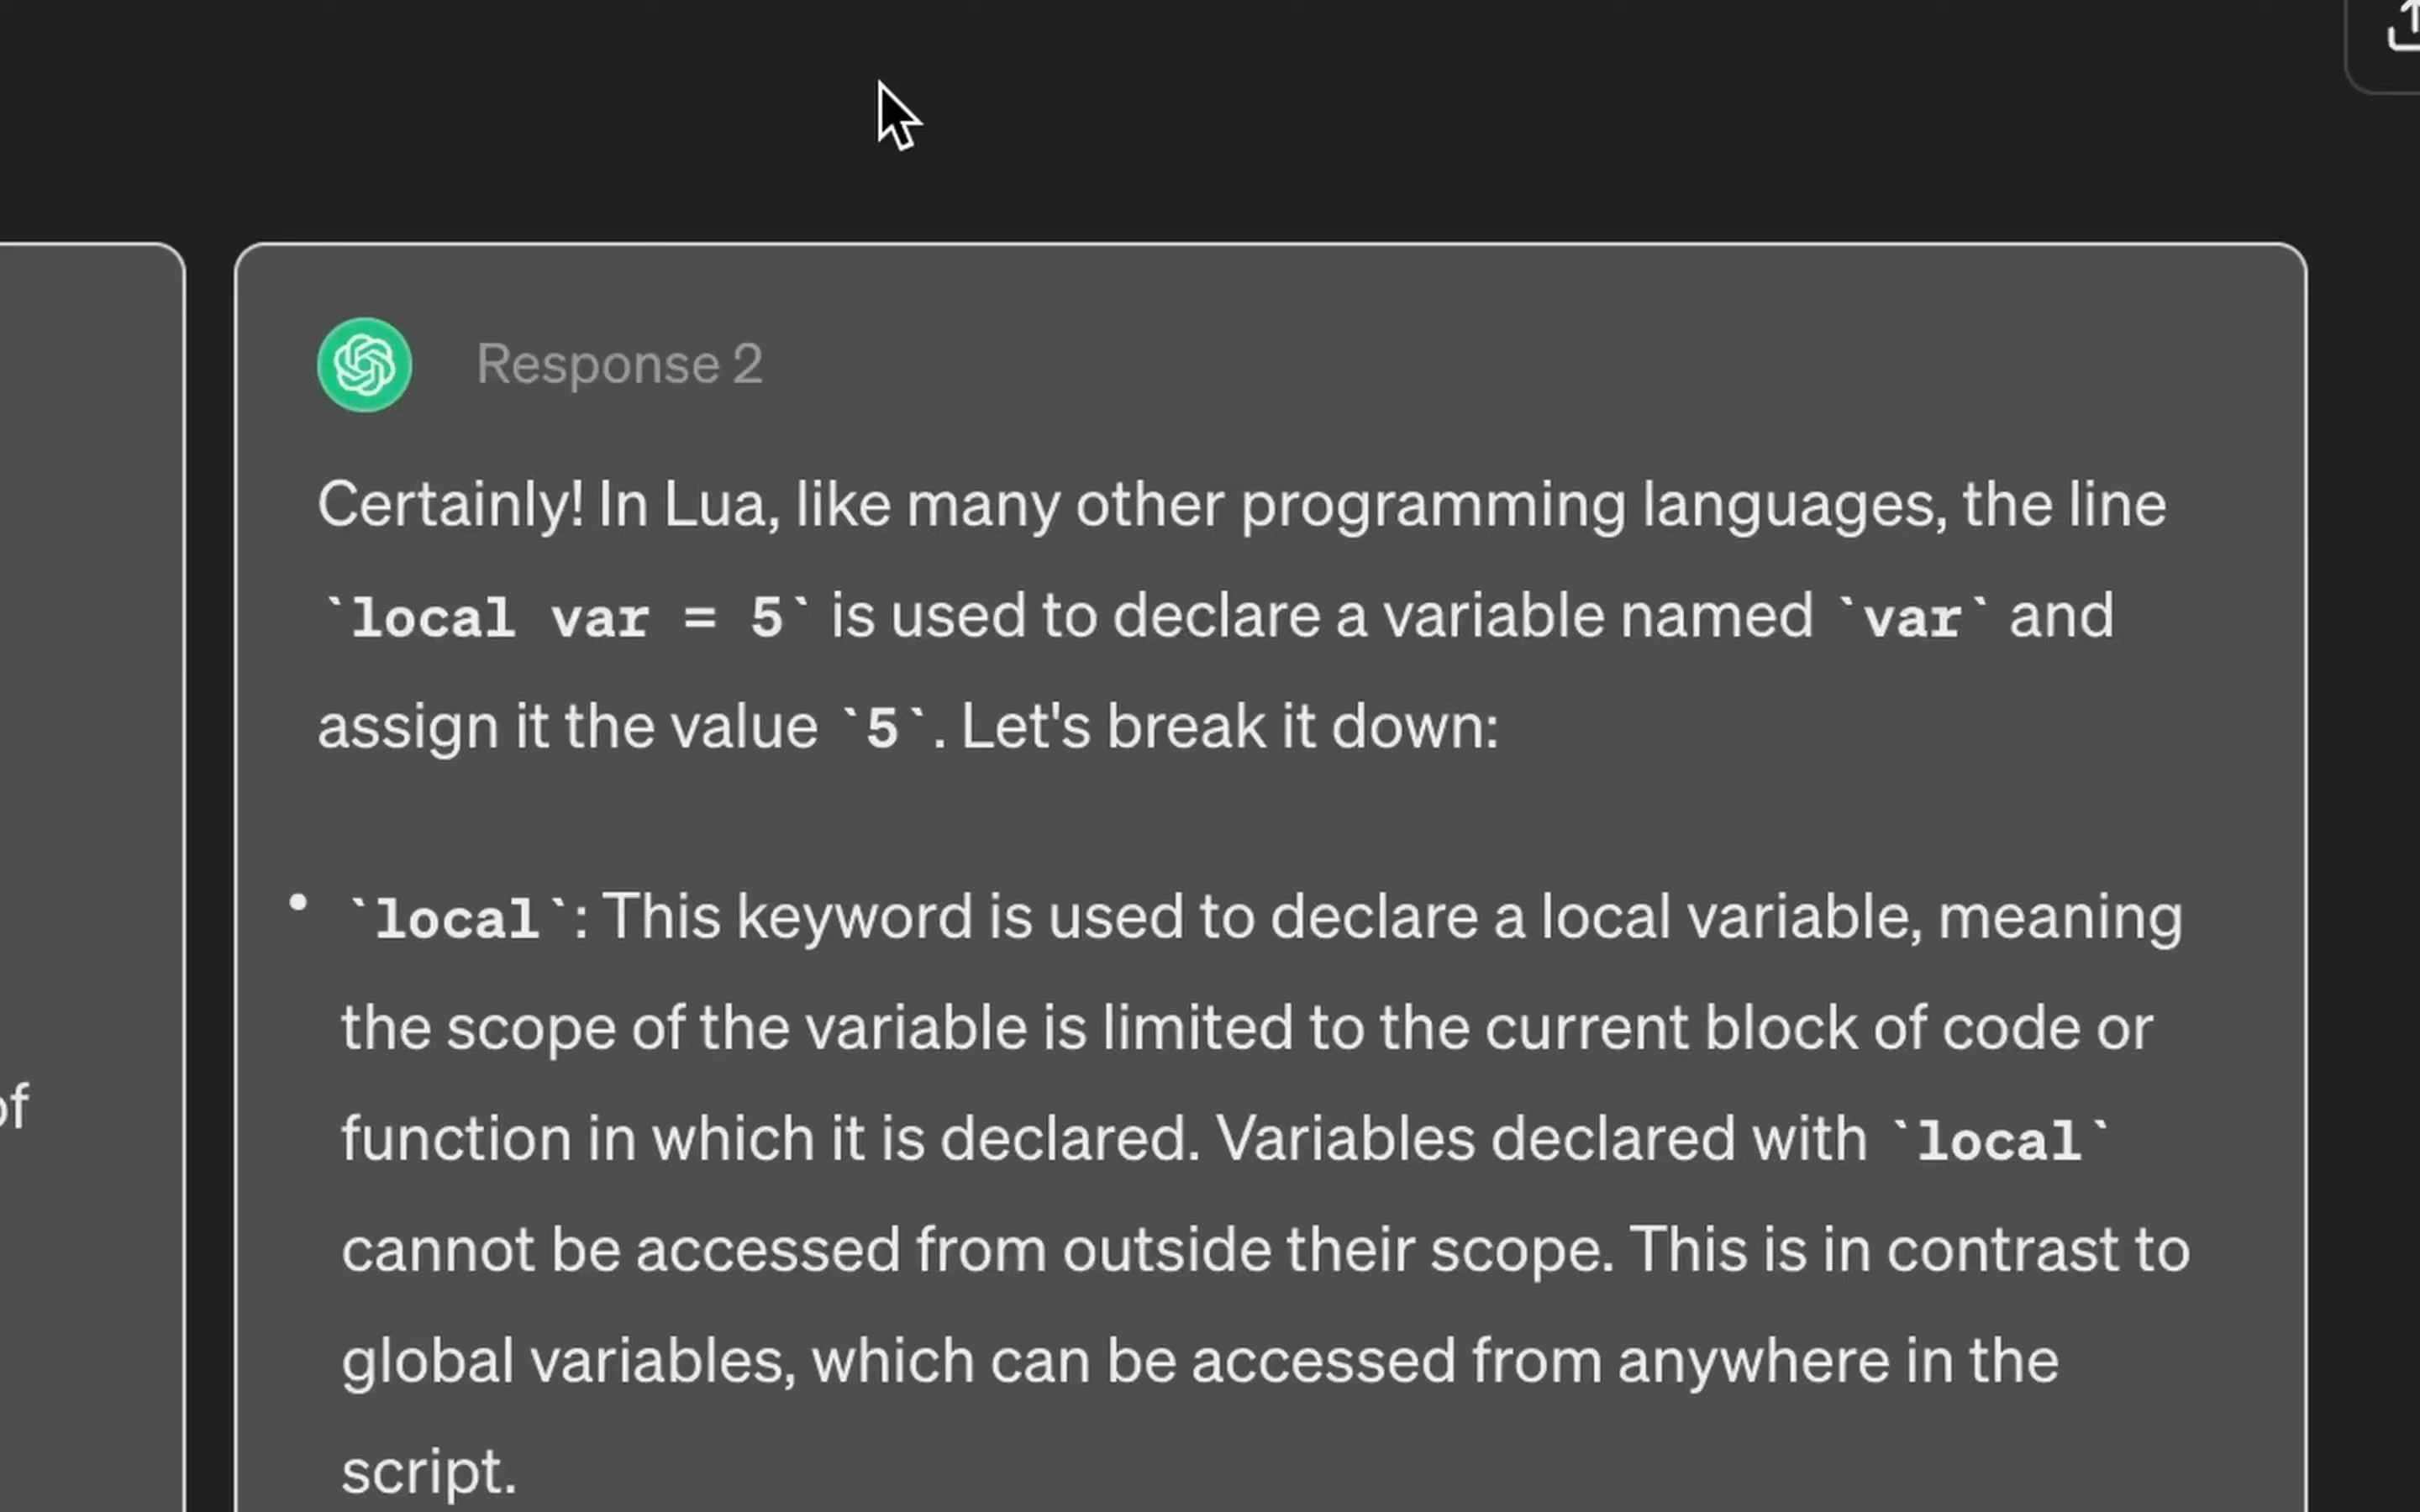 Response 2
Certainly! In Lua, like many other programming languages, the line
`local var = 5` is used to declare a variable named `var` and
assign it the value `5`. Let's break it down:
• `local`: This keyword is used to declare a local variable, meaning
the scope of the variable is limited to the current block of code or
of
function in which it is declared. Variables declared with `local`
cannot be accessed from outside their scope. This is in contrast to
global variables, which can be accessed from anywhere in the
script.